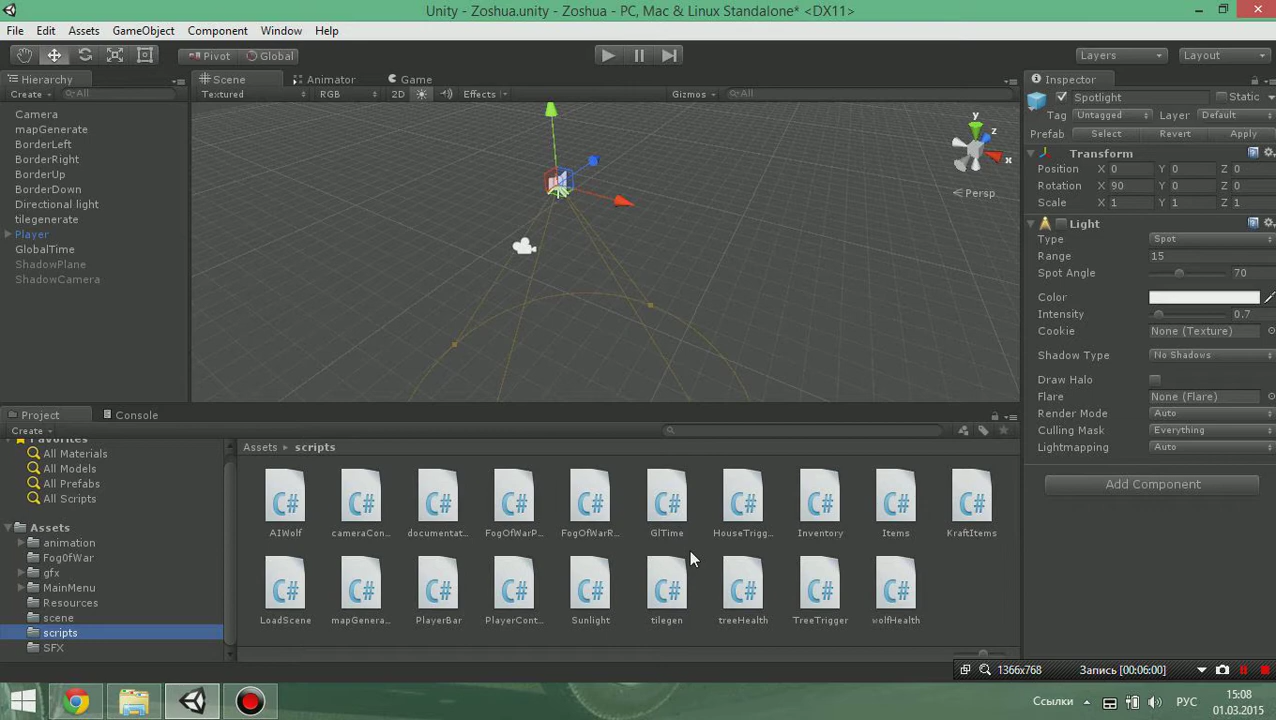 Unity - Zoshua.unity - Zoshua - PC, Mac & Linux Standalone* <DX11>
File Edit Assets GameObject Component Window Help
Pivot Global Layers Layout
Hierarchy Scene Animator Game Inspector
Create All Textured RGB 2D Effects Gizmos All Spotlight Static
Camera
mapGenerate
BorderLeft
BorderRight
BorderUp
BorderDown
Directional light
tilegenerate
Player
GlobalTime
ShadowPlane
ShadowCamera
y
z
x
Persp
Tag Untagged Layer Default
Prefab Select Revert Apply
Transform
Position X 0 Y 0 Z 0
Rotation X 90 Y 0 Z 0
Scale X 1 Y 1 Z 1
Light
Type Spot
Range 15
Spot Angle 70
Color
Intensity 0.7
Cookie None (Texture)
Shadow Type No Shadows
Draw Halo
Flare None (Flare)
Render Mode Auto
Culling Mask Everything
Lightmapping Auto
Add Component
Project Console
Create
Favorites
All Materials
All Models
All Prefabs
All Scripts
Assets
animation
FogOfWar
gfx
MainMenu
Resources
scene
scripts
SFX
Assets scripts
C# C# C# C# C# C# C# C# C# C#
AIWolf cameraCon... documentat... FogOfWarP... FogOfWarR... GlTime HouseTrigg... Inventory Items KraftItems
C# C# C# C# C# C# C# C# C#
LoadScene mapGenera... PlayerBar PlayerCont... Sunlight tilegen treeHealth TreeTrigger wolfHealth
1366x768 Запись [00:06:00]
Ссылки РУС 15:08
01.03.2015